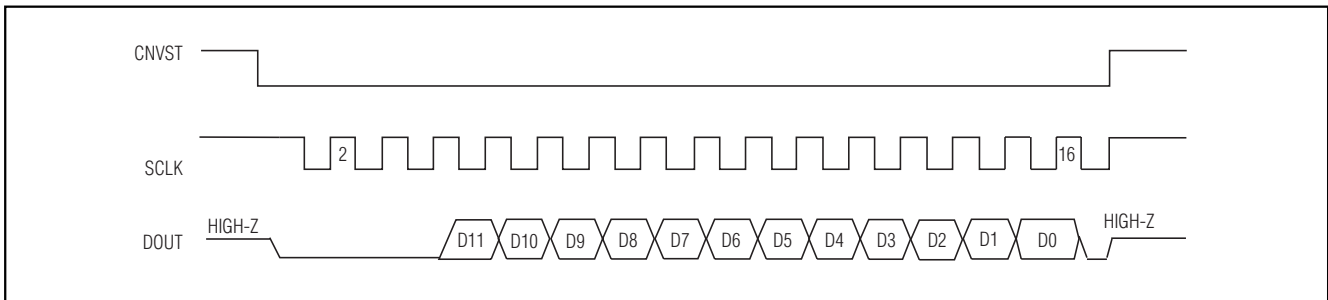 CNVST
SCLK
2
16
DOUT
HIGH-Z
D11
D10
D9
D8
D7
D6
D5
D4
D3
D2
D1
D0
HIGH-Z